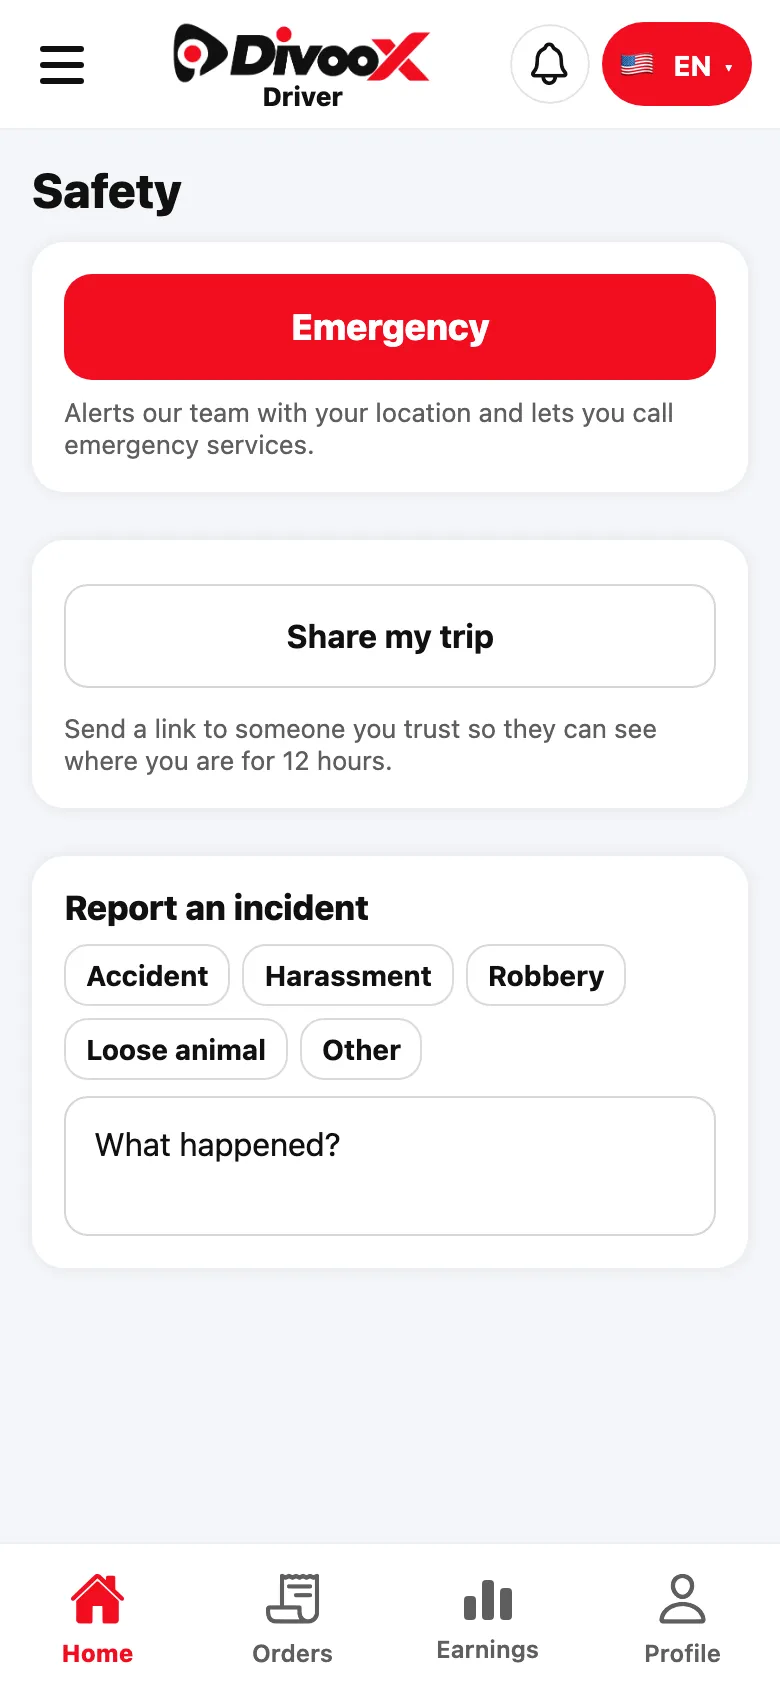 DivooX
Driver
EN
Safety
Emergency
Alerts our team with your location and lets you call
emergency services.
Share my trip
Send a link to someone you trust so they can see
where you are for 12 hours.
Report an incident
Accident
Harassment
Robbery
Loose animal
Other
What happened?
Home
Orders
Earnings
Profile